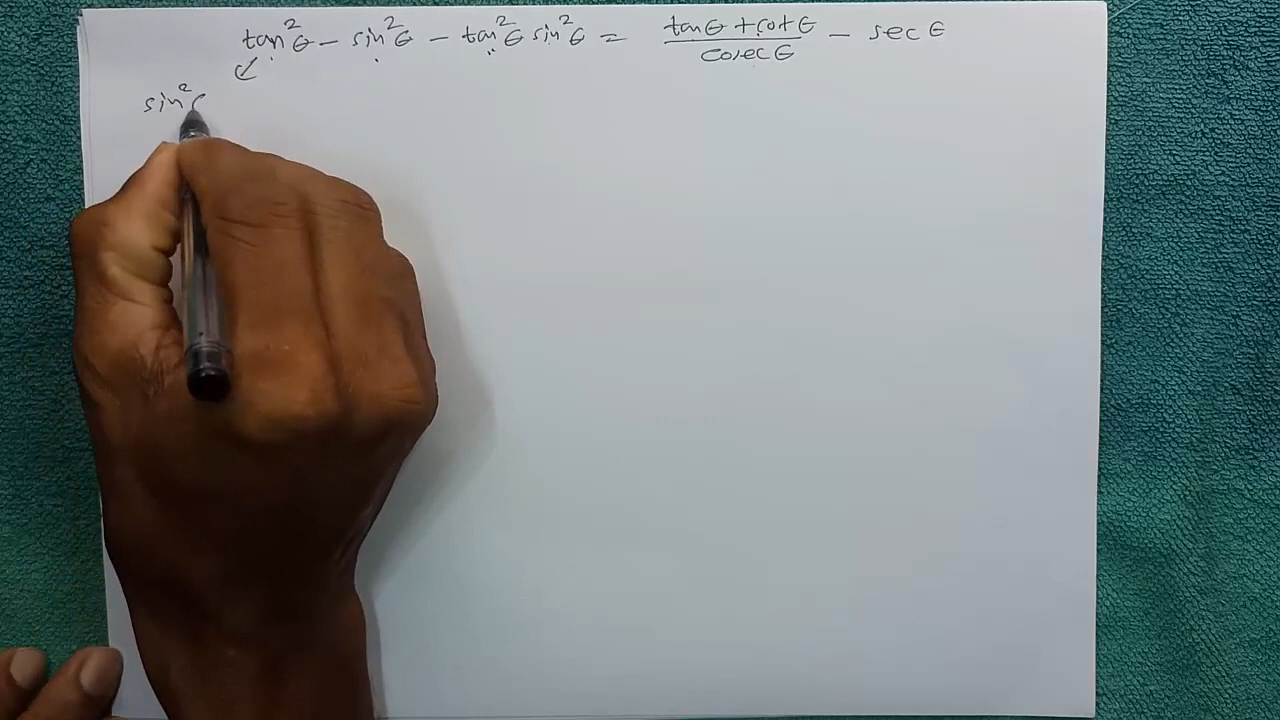 tan²θ − sin²θ − tan²θ sin²θ = (tanθ + cotθ)/cosecθ − secθ
sin²